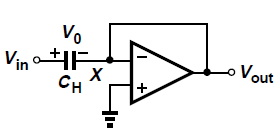 V0
Vin + − Vout
CH X −
+